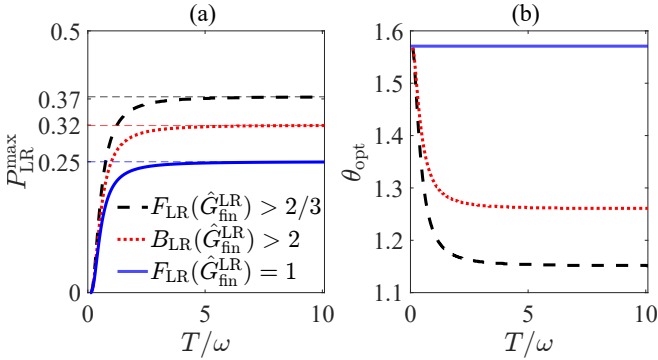 (a)
0.5
0.37
0.32
0.25
0
P_LR^max
F_LR(Ĝ_fin^LR) > 2/3
B_LR(Ĝ_fin^LR) > 2
F_LR(Ĝ_fin^LR) = 1
0 5 10
T/ω
(b)
1.6
1.5
1.4
1.3
1.2
1.1
θ_opt
0 5 10
T/ω